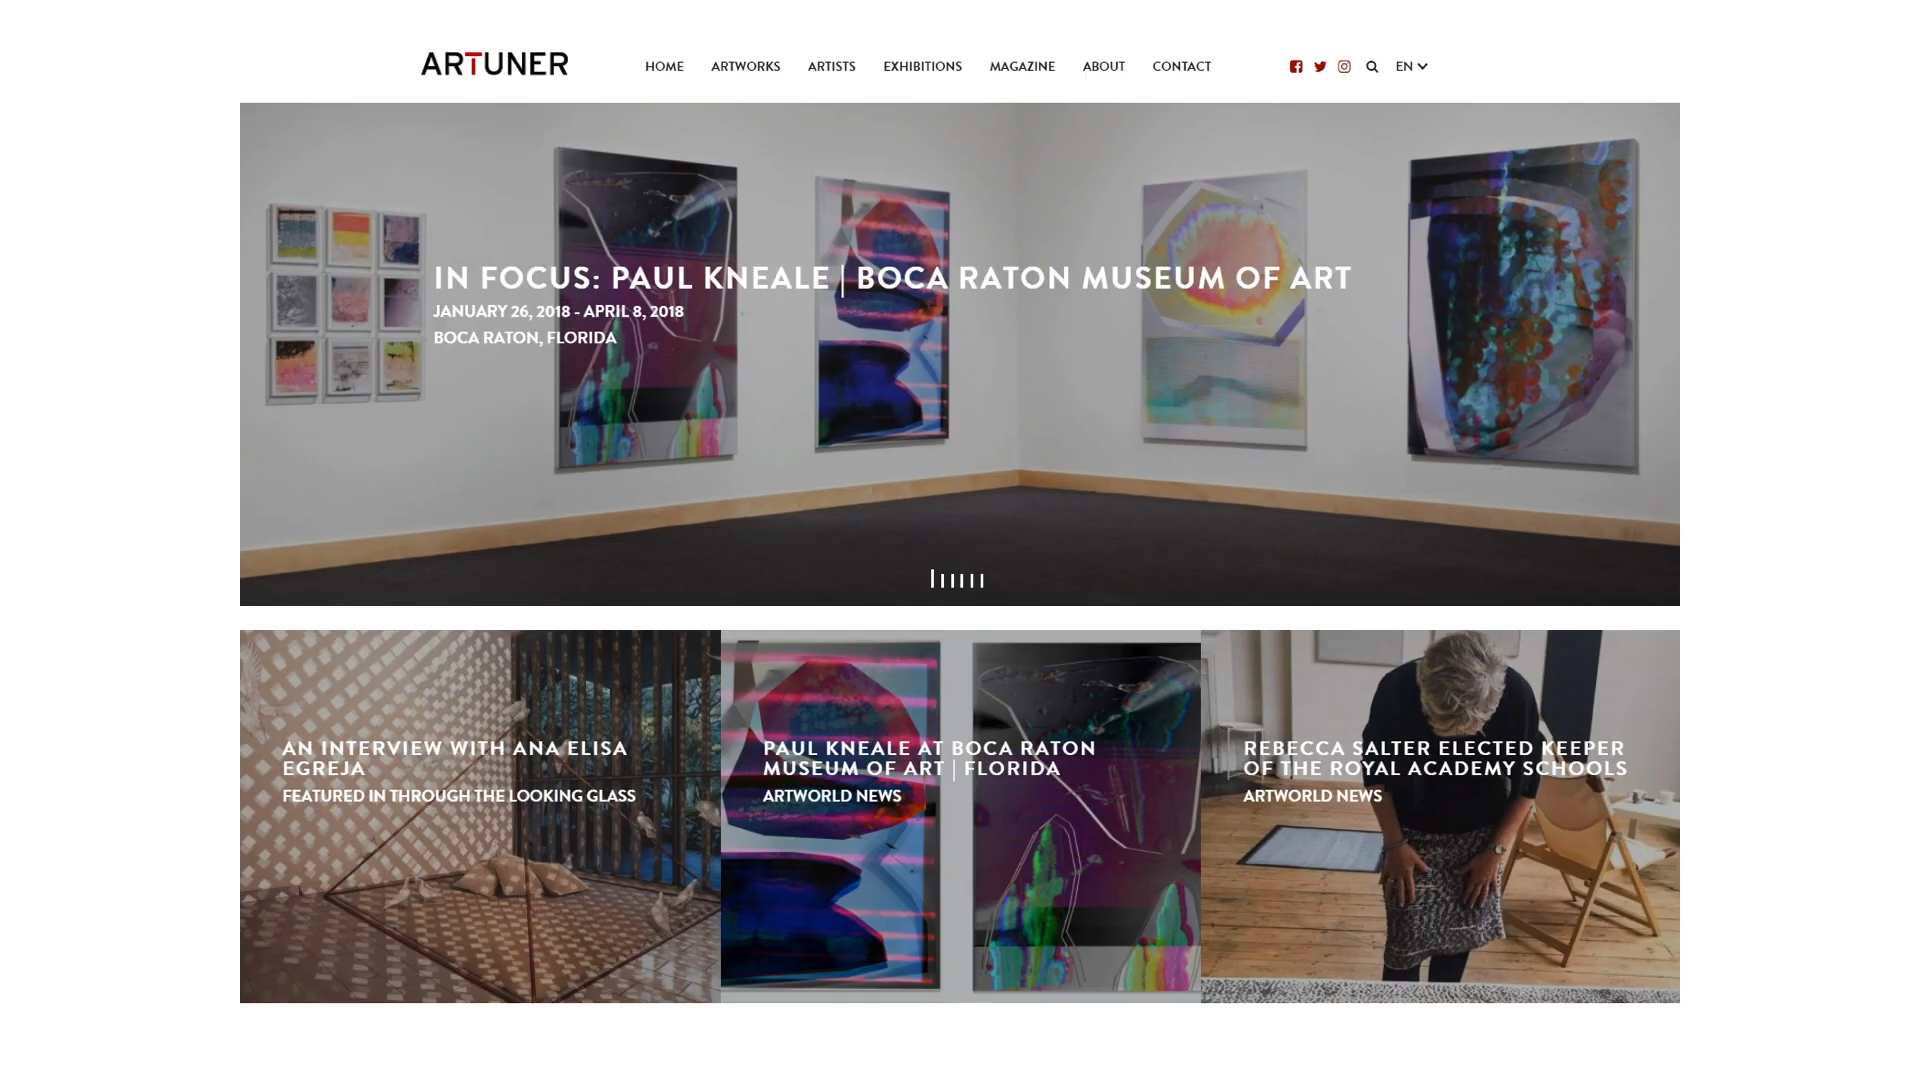 ARTUNER
HOME ARTWORKS ARTISTS EXHIBITIONS MAGAZINE ABOUT CONTACT EN
IN FOCUS: PAUL KNEALE | BOCA RATON MUSEUM OF ART
JANUARY 26, 2018 - APRIL 8, 2018
BOCA RATON, FLORIDA
AN INTERVIEW WITH ANA ELISA
EGREJA
FEATURED IN THROUGH THE LOOKING GLASS
PAUL KNEALE AT BOCA RATON
MUSEUM OF ART | FLORIDA
ARTWORLD NEWS
REBECCA SALTER ELECTED KEEPER
OF THE ROYAL ACADEMY SCHOOLS
ARTWORLD NEWS